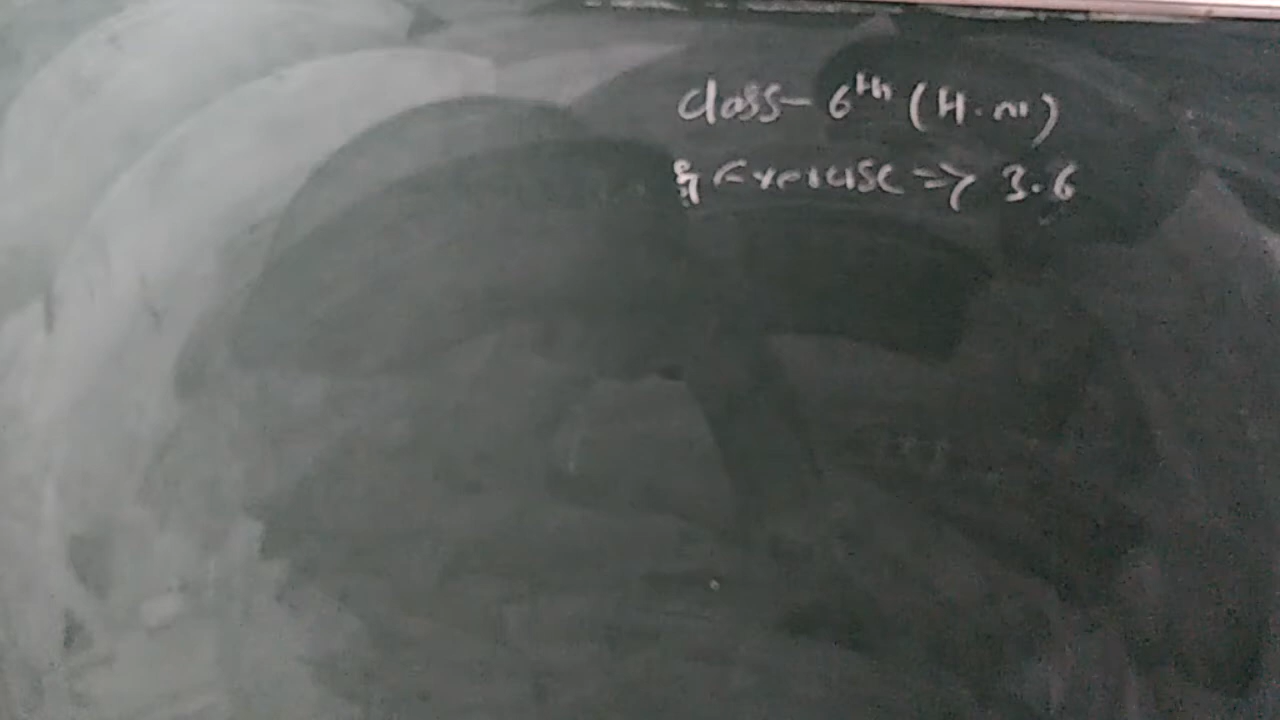 Class- 6th (H.M)
Exercise => 3.6